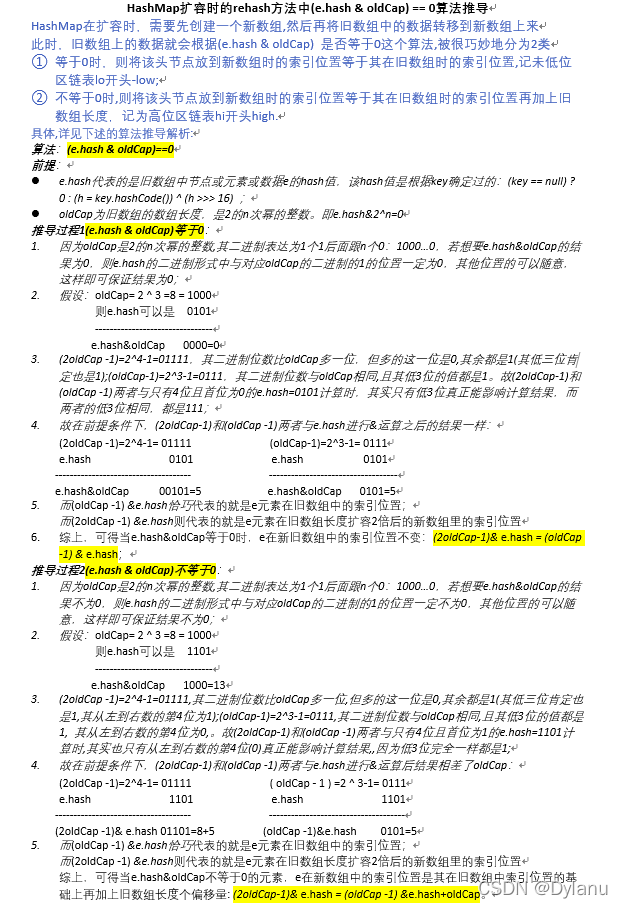 HashMap扩容时的rehash方法中(e.hash & oldCap) == 0算法推导
HashMap在扩容时，需要先创建一个新数组,然后再将旧数组中的数据转移到新数组上来
此时，旧数组上的数据就会根据(e.hash & oldCap) 是否等于0这个算法,被很巧妙地分为2类
① 等于0时、则将该头节点放到新数组时的索引位置等于其在旧数组时的索引位置,记未低位
区链表lo开头-low;
② 不等于0时,则将该头节点放到新数组时的索引位置等于其在旧数组时的索引位置再加上旧
数组长度，记为高位区链表hi开头high.
具体,详见下述的算法推导解析:
算法：(e.hash & oldCap)==0
前提：
● e.hash代表的是旧数组中节点或元素或数据e的hash值，该hash值是根据key确定过的：(key == null) ?
0 : (h = key.hashCode()) ^ (h >>> 16) ；
● oldCap为旧数组的数组长度，是2的n次幂的整数。即e.hash&2^n=0
推导过程1(e.hash & oldCap)等于0：
1. 因为oldCap是2的n次幂的整数,其二进制表达为1个1后面跟n个0：1000…0，若想要e.hash&oldCap的结
果为0，则e.hash的二进制形式中与对应oldCap的二进制的1的位置一定为0，其他位置的可以随意，
这样即可保证结果为0；
2. 假设：oldCap= 2 ^ 3 =8 = 1000
则e.hash可以是 0101
--------------------------------
e.hash&oldCap 0000=0
3. (2oldCap -1)=2^4-1=01111，其二进制位数比oldCap多一位，但多的这一位是0,其余都是1(其低三位肯
定也是1);(oldCap-1)=2^3-1=0111，其二进制位数与oldCap相同,且其低3位的值都是1。故(2oldCap-1)和
(oldCap -1)两者与只有4位且首位为0的e.hash=0101计算时，其实只有低3位真正能影响计算结果，而
两者的低3位相同，都是111；
4. 故在前提条件下，(2oldCap-1)和(oldCap -1)两者与e.hash进行&运算之后的结果一样：
(2oldCap -1)=2^4-1= 01111 (oldCap-1)=2^3-1= 0111
e.hash 0101 e.hash 0101
------------------------------------- -----------------------------------
e.hash&oldCap 00101=5 e.hash&oldCap 0101=5
5. 而(oldCap -1) &e.hash恰巧代表的就是e元素在旧数组中的索引位置；
而(2oldCap -1) &e.hash则代表的就是e元素在旧数组长度扩容2倍后的新数组里的索引位置
6. 综上，可得当e.hash&oldCap等于0时，e在新旧数组中的索引位置不变：(2oldCap-1)& e.hash = (oldCap
-1) & e.hash；
推导过程2(e.hash & oldCap)不等于0：
1. 因为oldCap是2的n次幂的整数,其二进制表达为1个1后面跟n个0：1000…0，若想要e.hash&oldCap的结
果不为0，则e.hash的二进制形式中与对应oldCap的二进制的1的位置一定不为0，其他位置的可以随
意，这样即可保证结果不为0；
2. 假设：oldCap= 2 ^ 3 =8 = 1000
则e.hash可以是 1101
--------------------------------
e.hash&oldCap 1000=13
3. (2oldCap -1)=2^4-1=01111,其二进制位数比oldCap多一位,但多的这一位是0,其余都是1(其低三位肯定也
是1,其从左到右数的第4位为1);(oldCap-1)=2^3-1=0111,其二进制位数与oldCap相同,且其低3位的值都是
1，其从左到右数的第4位为0,。故(2oldCap-1)和(oldCap -1)两者与只有4位且首位为1的e.hash=1101计
算时,其实也只有从左到右数的第4位(0)真正能影响计算结果,,因为低3位完全一样都是1;
4. 故在前提条件下，(2oldCap-1)和(oldCap -1)两者与e.hash进行&运算后结果相差了oldCap：
(2oldCap -1)=2^4-1= 01111 ( oldCap - 1 ) =2 ^ 3-1= 0111
e.hash 1101 e.hash 1101
------------------------------------- -------------------------------------
(2oldCap -1)& e.hash 01101=8+5 (oldCap -1)&e.hash 0101=5
5. 而(oldCap -1) &e.hash恰巧代表的就是e元素在旧数组中的索引位置；
而(2oldCap -1) &e.hash则代表的就是e元素在旧数组长度扩容2倍后的新数组里的索引位置
综上，可得当e.hash&oldCap不等于0的元素，e在新数组中的索引位置是其在旧数组中索引位置的基
础上再加上旧数组长度个偏移量: (2oldCap-1)& e.hash = (oldCap -1) &e.hash+oldCap。
CSDN @Dylanu